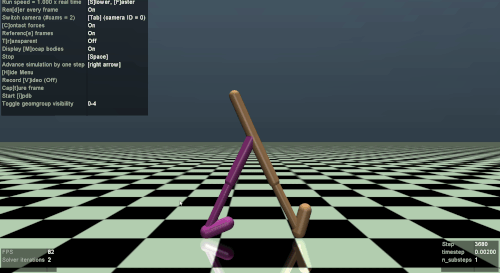 Run speed = 1.000 x real time [S]lower, [F]aster
Ren[d]er every frame On
Switch camera (#cams = 2) [Tab] (camera ID = 0)
[C]ontact forces On
Referenc[e] frames On
T[r]ansparent Off
Display [M]ocap bodies On
Stop [Space]
Advance simulation by one step [right arrow]
[H]ide Menu
Record [V]ideo (Off)
Cap[t]ure frame
Start [i]pdb
Toggle geomgroup visibility 0-4
FPS 62
Solver iterations 2
Step 3680
timestep 0.00200
n_substeps 1